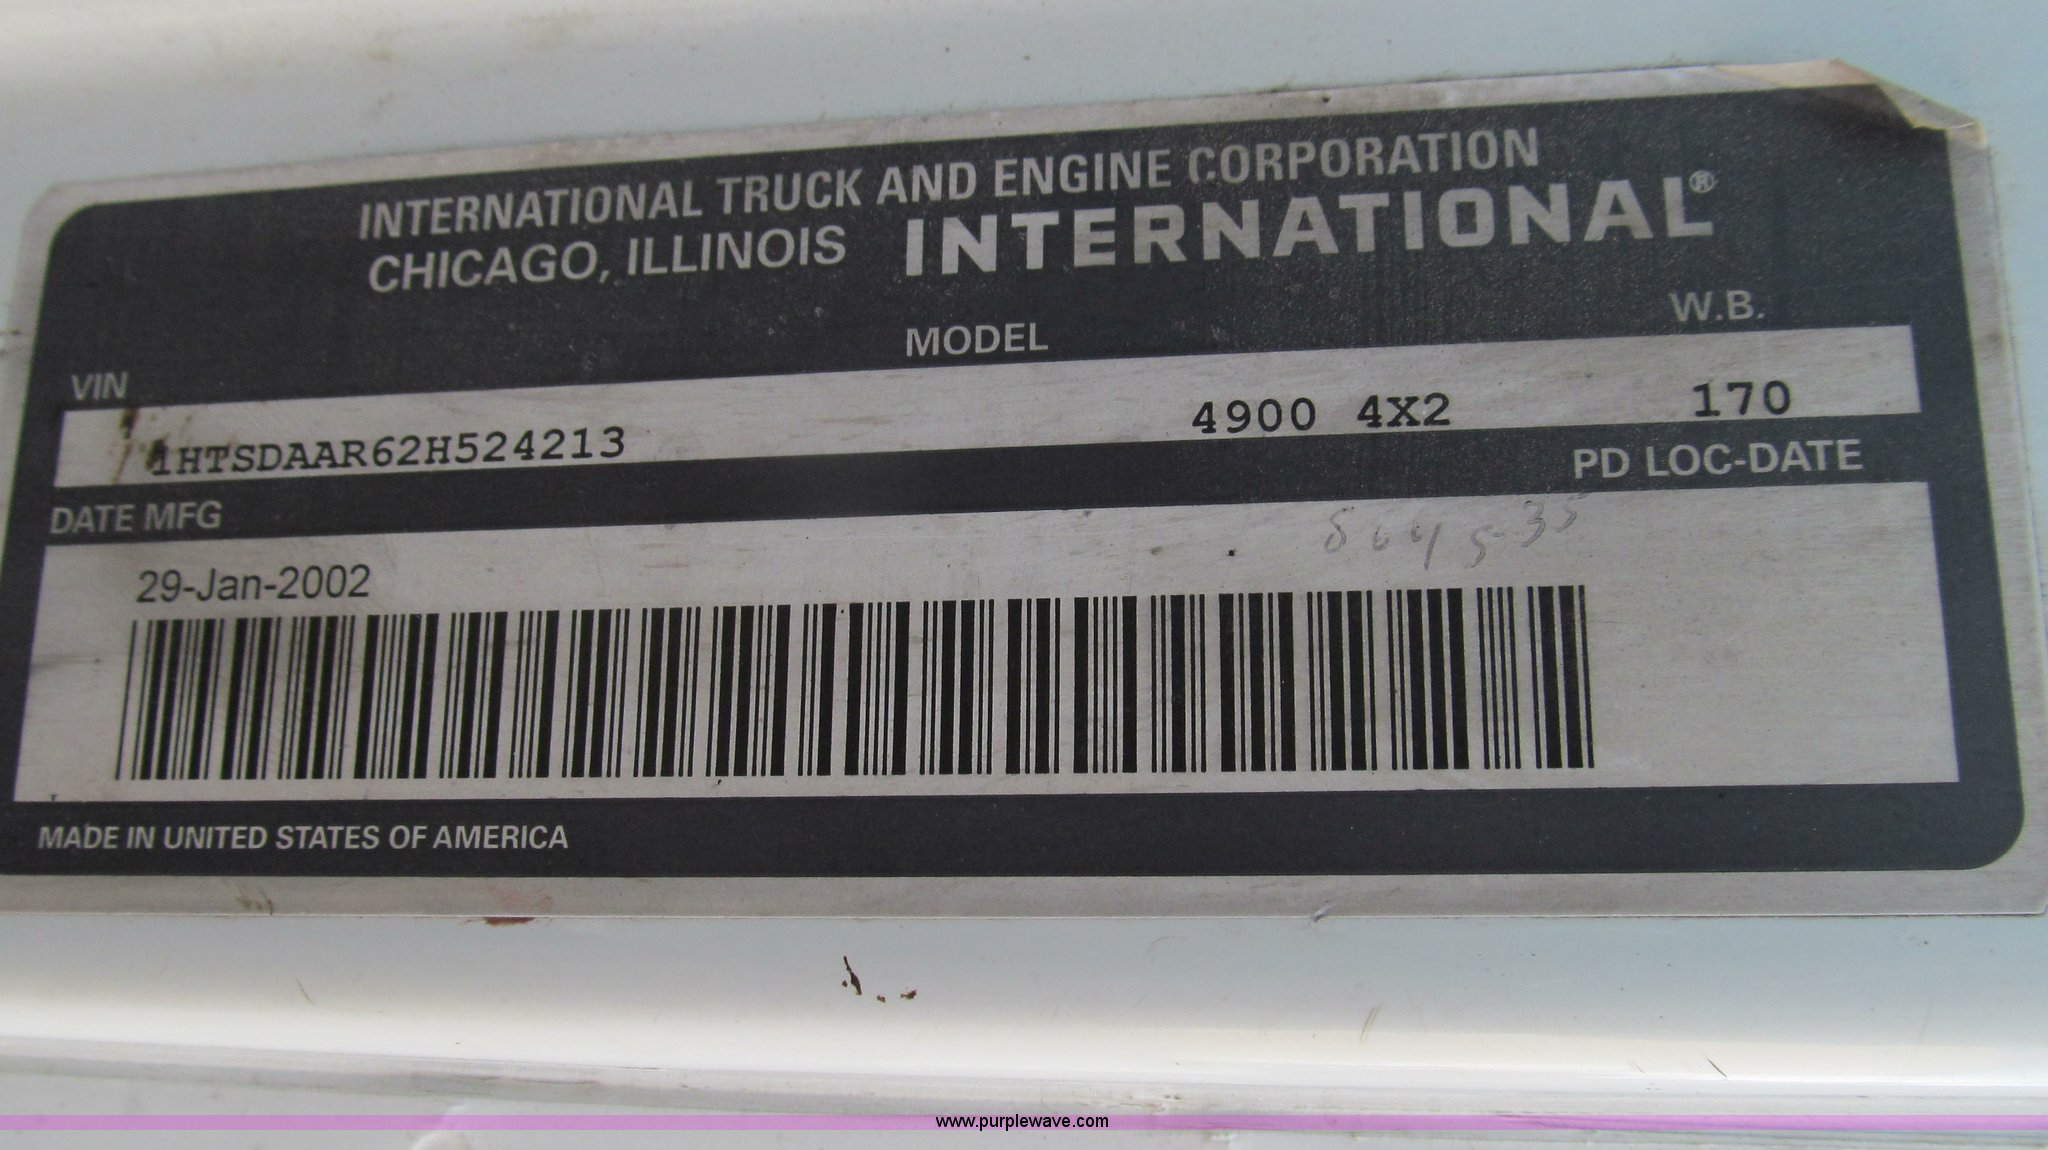 INTERNATIONAL TRUCK AND ENGINE CORPORATION
CHICAGO, ILLINOIS INTERNATIONAL®
VIN MODEL W.B.
1HTSDAAR62H524213 4900 4X2 170
DATE MFG PD LOC-DATE
29-Jan-2002
MADE IN UNITED STATES OF AMERICA
www.purplewave.com